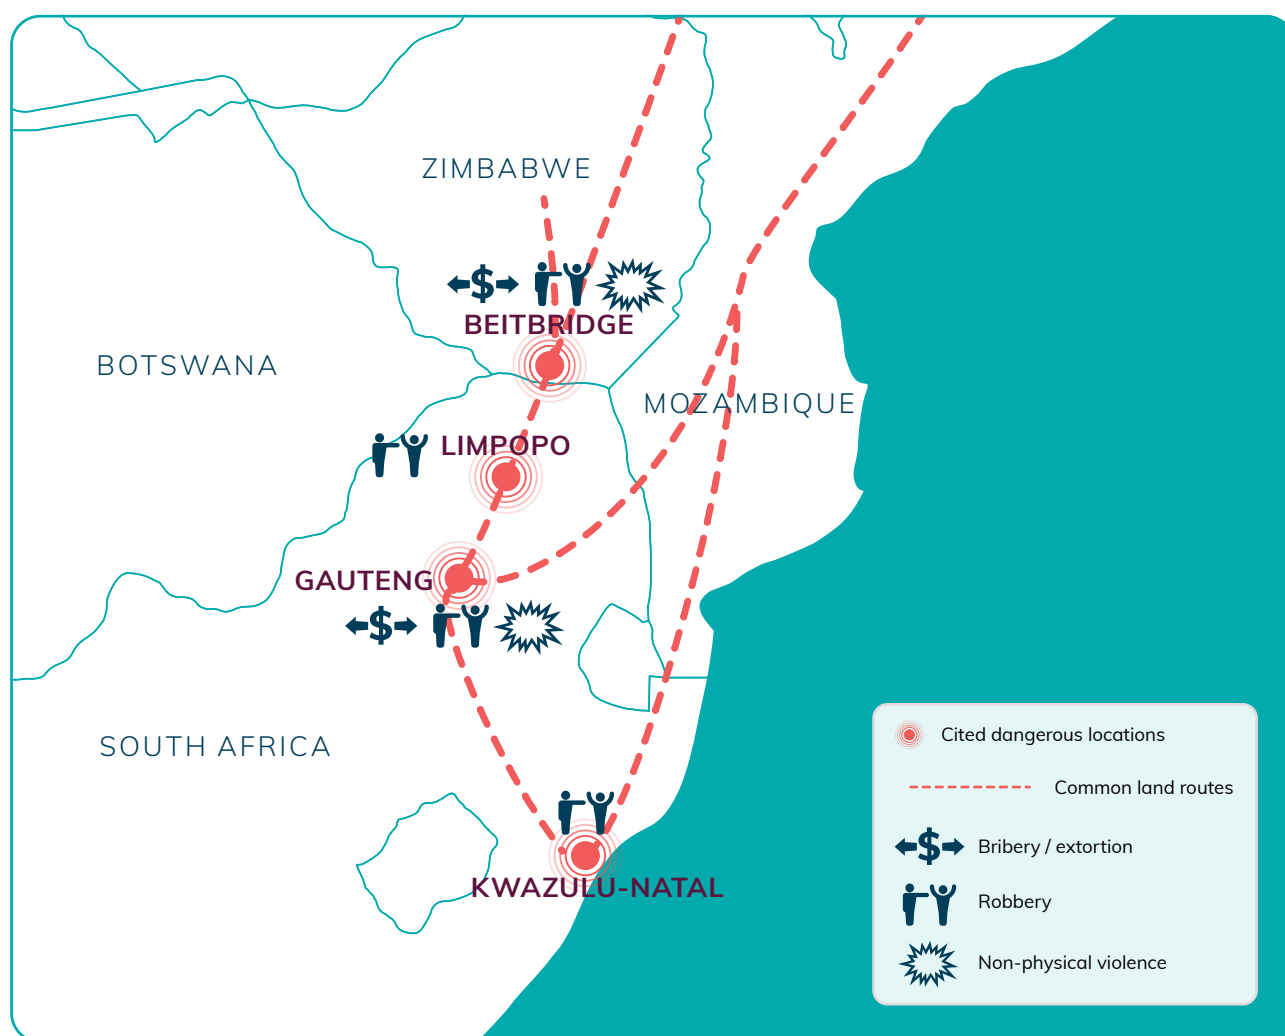 ZIMBABWE
BEITBRIDGE
BOTSWANA
MOZAMBIQUE
LIMPOPO
GAUTENG
SOUTH AFRICA
KWAZULU-NATAL
Cited dangerous locations
Common land routes
Bribery / extortion
Robbery
Non-physical violence